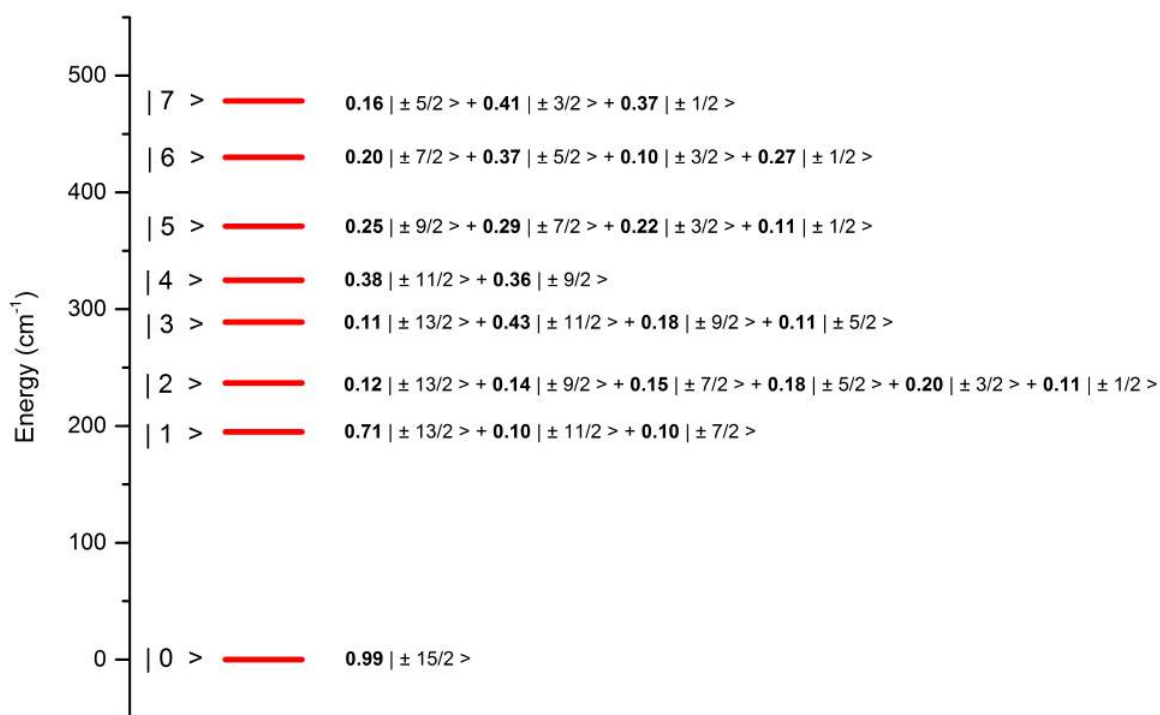 500
| 7 > 0.16 | ± 5/2 > + 0.41 | ± 3/2 > + 0.37 | ± 1/2 >
| 6 > 0.20 | ± 7/2 > + 0.37 | ± 5/2 > + 0.10 | ± 3/2 > + 0.27 | ± 1/2 >
400
| 5 > 0.25 | ± 9/2 > + 0.29 | ± 7/2 > + 0.22 | ± 3/2 > + 0.11 | ± 1/2 >
| 4 > 0.38 | ± 11/2 > + 0.36 | ± 9/2 >
300
| 3 > 0.11 | ± 13/2 > + 0.43 | ± 11/2 > + 0.18 | ± 9/2 > + 0.11 | ± 5/2 >
| 2 > 0.12 | ± 13/2 > + 0.14 | ± 9/2 > + 0.15 | ± 7/2 > + 0.18 | ± 5/2 > + 0.20 | ± 3/2 > + 0.11 | ± 1/2 >
200
| 1 > 0.71 | ± 13/2 > + 0.10 | ± 11/2 > + 0.10 | ± 7/2 >
100
0 | 0 > 0.99 | ± 15/2 >
Energy (cm⁻¹)